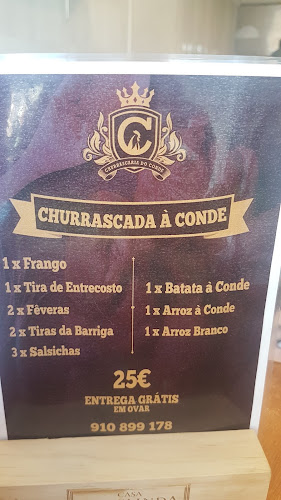 C
CHURRASCARIA DO CONDE
CHURRASCADA À CONDE
1 x Frango
1 x Tira de Entrecosto
2 x Fêveras
2 x Tiras da Barriga
3 x Salsichas
1 x Batata à Conde
1 x Arroz à Conde
1 x Arroz Branco
25€
ENTREGA GRÁTIS
EM OVAR
910 899 178
CASA